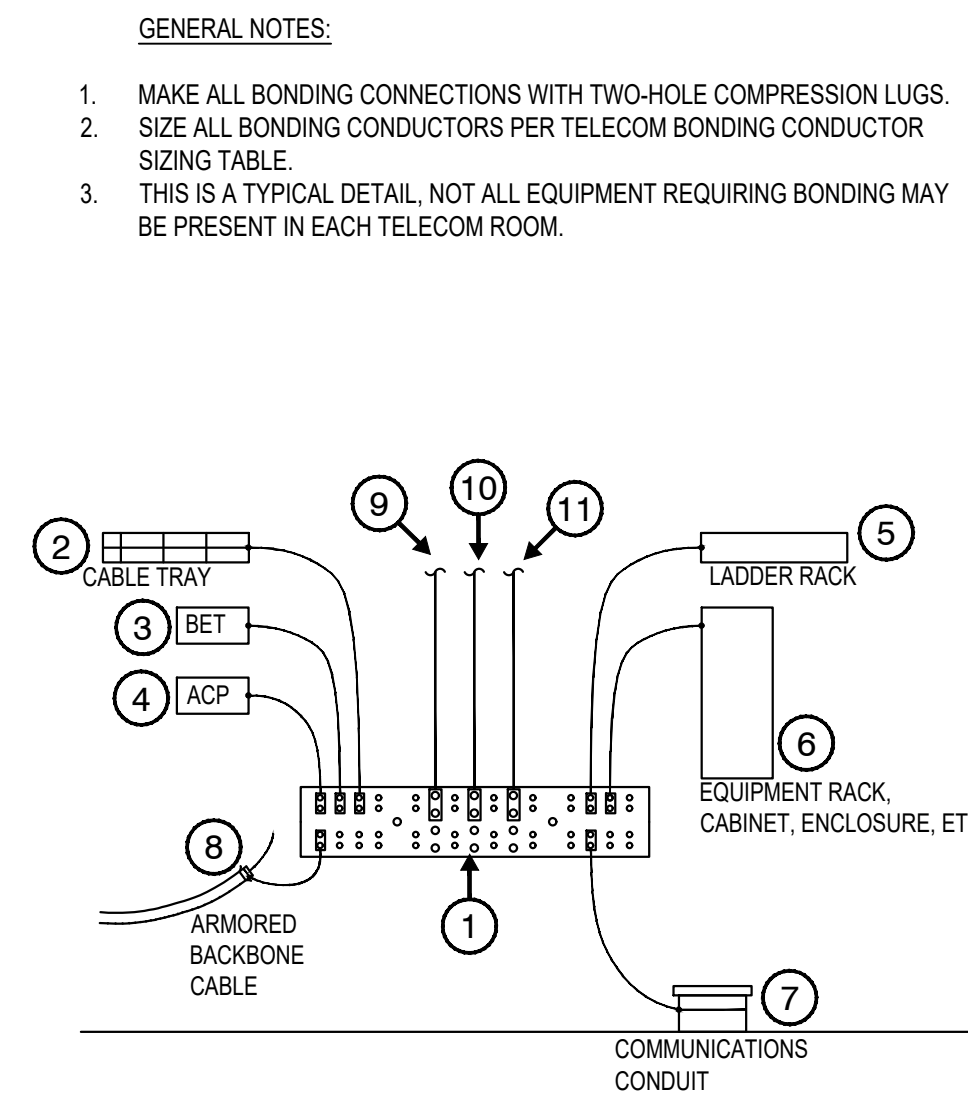 GENERAL NOTES:
1. MAKE ALL BONDING CONNECTIONS WITH TWO-HOLE COMPRESSION LUGS.
2. SIZE ALL BONDING CONDUCTORS PER TELECOM BONDING CONDUCTOR
SIZING TABLE.
3. THIS IS A TYPICAL DETAIL, NOT ALL EQUIPMENT REQUIRING BONDING MAY
BE PRESENT IN EACH TELECOM ROOM.
9
10
11
2
CABLE TRAY
5
LADDER RACK
3
BET
4
ACP
6
EQUIPMENT RACK,
CABINET, ENCLOSURE, ET
8
ARMORED
BACKBONE
CABLE
1
7
COMMUNICATIONS
CONDUIT